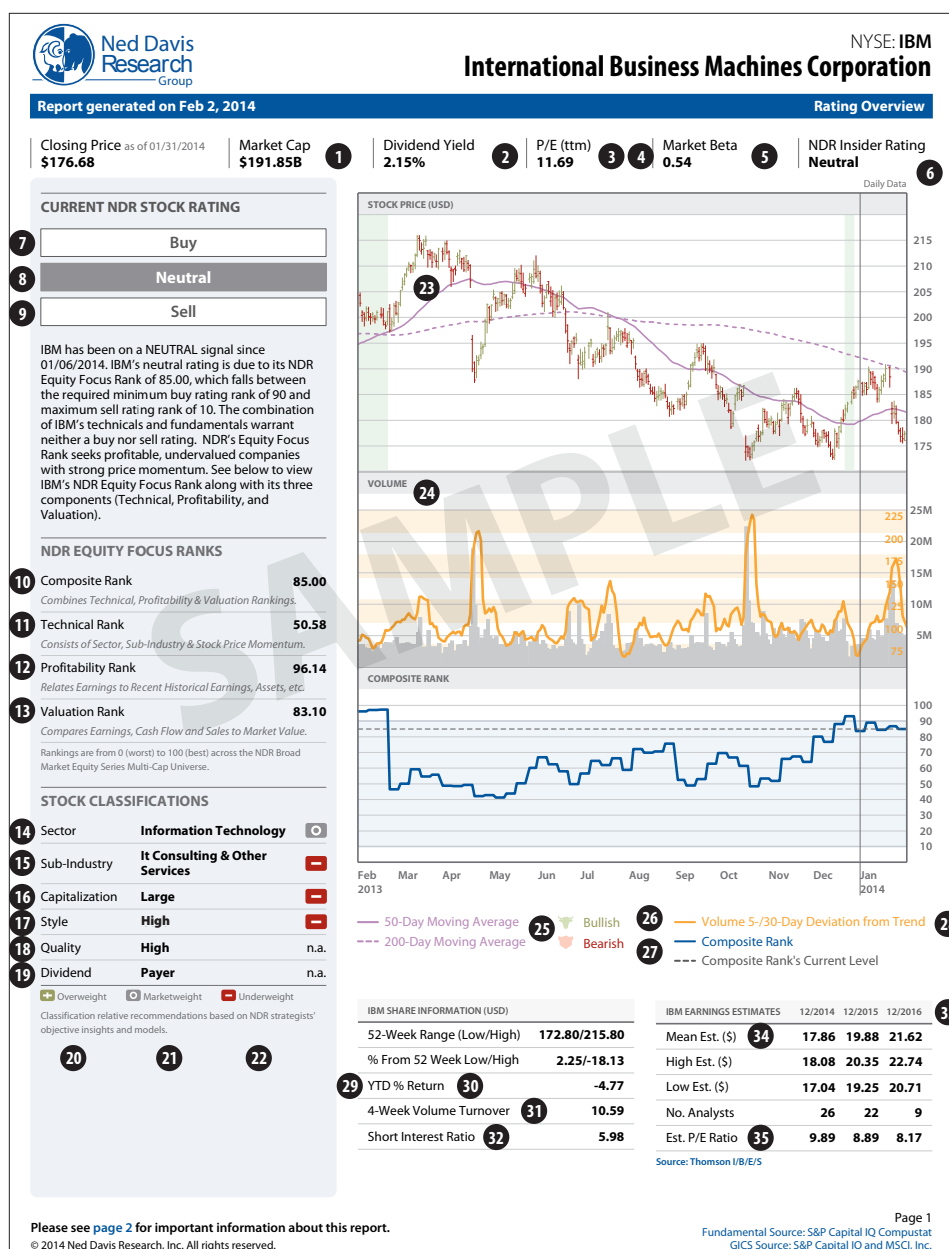 Ned Davis
Research
Group
NYSE: IBM
International Business Machines Corporation
Report generated on Feb 2, 2014
Rating Overview
Closing Price as of 01/31/2014
$176.68
Market Cap
$191.85B
1
Dividend Yield
2.15%
2
P/E (ttm)
11.69
3
4
Market Beta
0.54
5
NDR Insider Rating
Neutral
6
Daily Data
CURRENT NDR STOCK RATING
7 Buy
8 Neutral
9 Sell
IBM has been on a NEUTRAL signal since
01/06/2014. IBM's neutral rating is due to its NDR
Equity Focus Rank of 85.00, which falls between
the required minimum buy rating rank of 90 and
maximum sell rating rank of 10. The combination
of IBM's technicals and fundamentals warrant
neither a buy nor sell rating. NDR's Equity Focus
Rank seeks profitable, undervalued companies
with strong price momentum. See below to view
IBM's NDR Equity Focus Rank along with its three
components (Technical, Profitability, and
Valuation).
NDR EQUITY FOCUS RANKS
10 Composite Rank 85.00
Combines Technical, Profitability & Valuation Rankings.
11 Technical Rank 50.58
Consists of Sector, Sub-Industry & Stock Price Momentum.
12 Profitability Rank 96.14
Relates Earnings to Recent Historical Earnings, Assets, etc.
13 Valuation Rank 83.10
Compares Earnings, Cash Flow and Sales to Market Value.
Rankings are from 0 (worst) to 100 (best) across the NDR Broad
Market Equity Series Multi-Cap Universe.
STOCK CLASSIFICATIONS
14 Sector Information Technology
15 Sub-Industry It Consulting & Other
Services
16 Capitalization Large
17 Style High
18 Quality High n.a.
19 Dividend Payer n.a.
Overweight Marketweight Underweight
Classification relative recommendations based on NDR strategists'
objective insights and models.
20 21 22
STOCK PRICE (USD)
23
215
210
205
200
195
190
185
180
175
SAMPLE
VOLUME 24
25M
20M
15M
10M
5M
225
200
175
150
125
100
75
COMPOSITE RANK
100
90
80
70
60
50
40
30
20
10
Feb Mar Apr May Jun Jul Aug Sep Oct Nov Dec Jan
2013 2014
50-Day Moving Average
200-Day Moving Average
25
Bullish
Bearish
26
27
Volume 5-/30-Day Deviation from Trend
Composite Rank
Composite Rank's Current Level
IBM SHARE INFORMATION (USD)
52-Week Range (Low/High) 172.80/215.80
% From 52 Week Low/High 2.25/-18.13
29 YTD % Return 30 -4.77
4-Week Volume Turnover 31 10.59
Short Interest Ratio 32 5.98
IBM EARNINGS ESTIMATES 12/2014 12/2015 12/2016
Mean Est. ($) 34 17.86 19.88 21.62
High Est. ($) 18.08 20.35 22.74
Low Est. ($) 17.04 19.25 20.71
No. Analysts 26 22 9
Est. P/E Ratio 35 9.89 8.89 8.17
Source: Thomson I/B/E/S
Please see page 2 for important information about this report.
© 2014 Ned Davis Research, Inc. All rights reserved.
Page 1
Fundamental Source: S&P Capital IQ Compustat
GICS Source: S&P Capital IQ and MSCI, Inc.